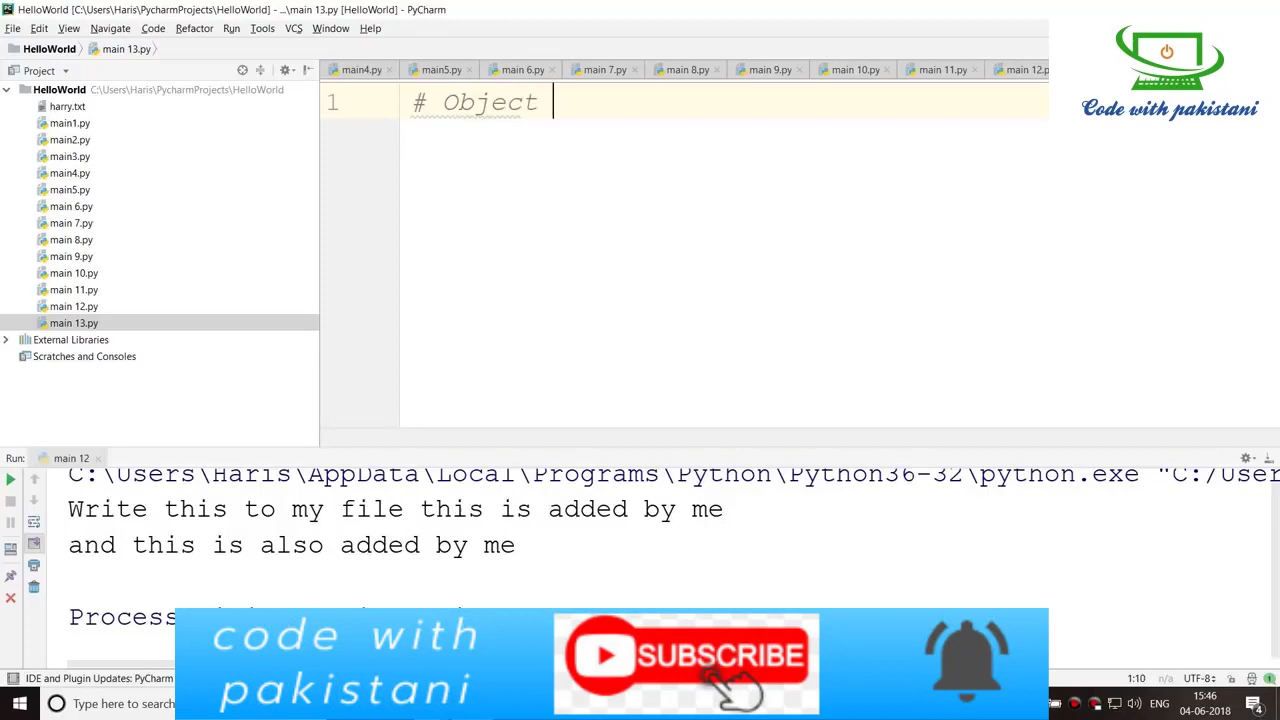 HelloWorld [C:\Users\Haris\PycharmProjects\HelloWorld] - ...\main 13.py [HelloWorld] - PyCharm
File Edit View Navigate Code Refactor Run Tools VCS Window Help
HelloWorld main 13.py
Project
main4.py main5.py main 6.py main 7.py main 8.py main 9.py main 10.py main 11.py main 12.p
HelloWorld C:\Users\Haris\PycharmProjects\HelloWorld
harry.txt
main1.py
main2.py
main3.py
main4.py
main5.py
main 6.py
main 7.py
main 8.py
main 9.py
main 10.py
main 11.py
main 12.py
main 13.py
External Libraries
Scratches and Consoles
1 # Object
Code with pakistani
Run: main 12
C:\Users\Haris\AppData\Local\Programs\Python\Python36-32\python.exe "C:/User
Write this to my file this is added by me
and this is also added by me
Process
code with
pakistani
SUBSCRIBE
IDE and Plugin Updates: PyCharm
1:10 n/a UTF-8
Type here to search
ENG
15:46
04-06-2018
4